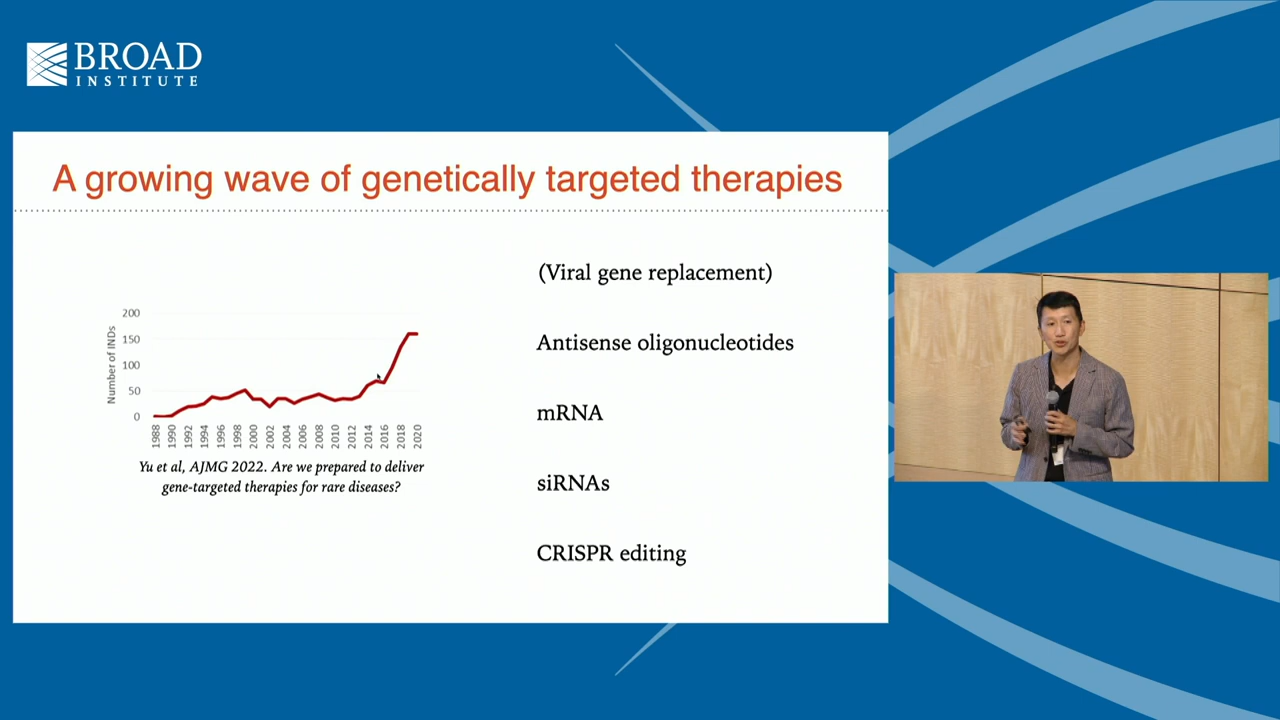 BROAD
INSTITUTE
A growing wave of genetically targeted therapies
(Viral gene replacement)
Antisense oligonucleotides
mRNA
siRNAs
CRISPR editing
Number of INDs
200
150
100
50
0
1988
1990
1992
1994
1996
1998
2000
2002
2004
2006
2008
2010
2012
2014
2016
2018
2020
Yu et al, AJMG 2022. Are we prepared to deliver
gene-targeted therapies for rare diseases?